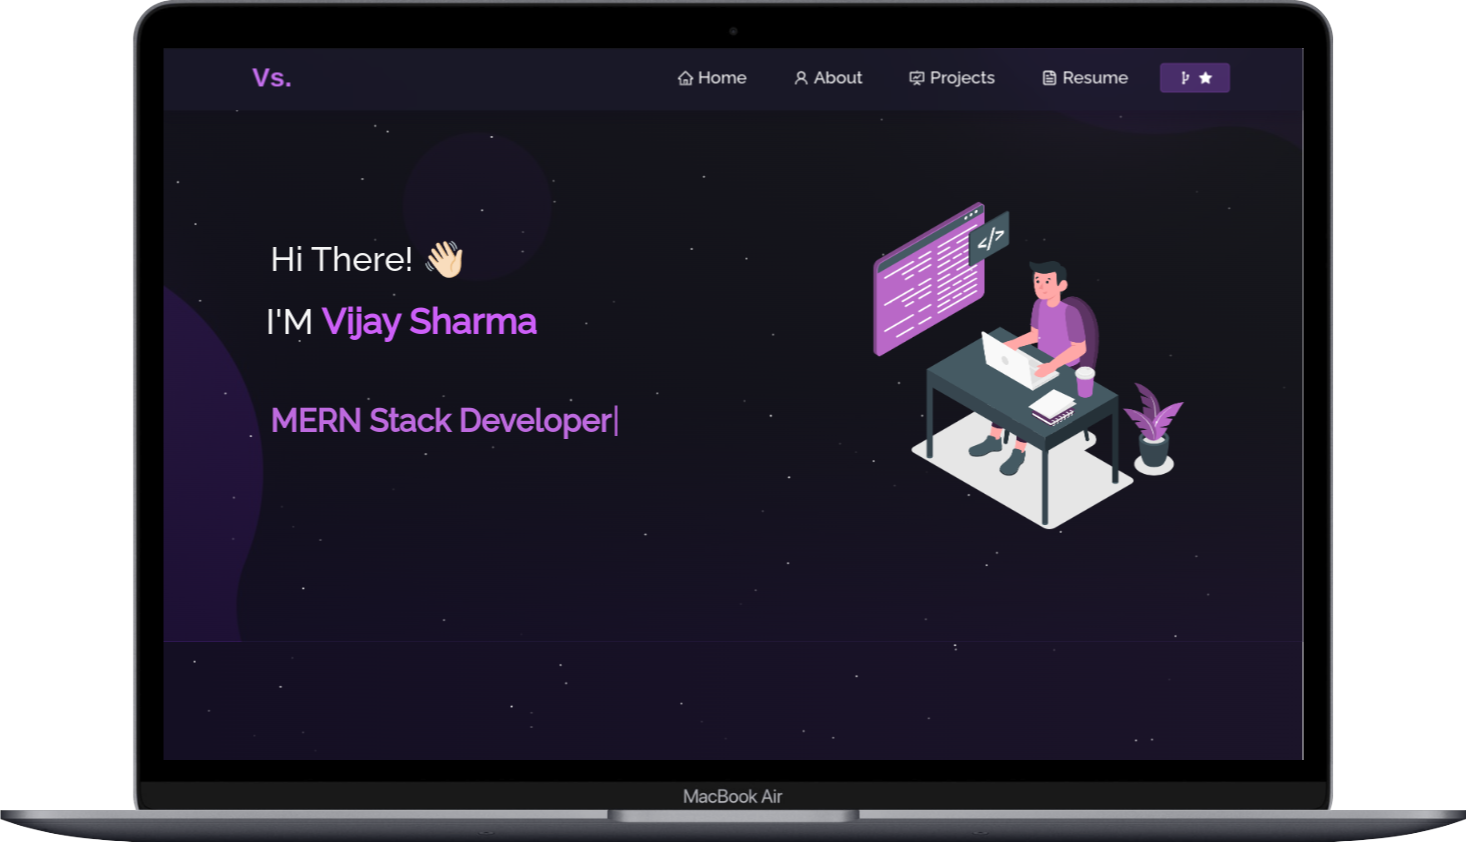 Vs.
Home About Projects Resume
</>
Hi There! 👋🏻
I'M Vijay Sharma
MERN Stack Developer|
MacBook Air